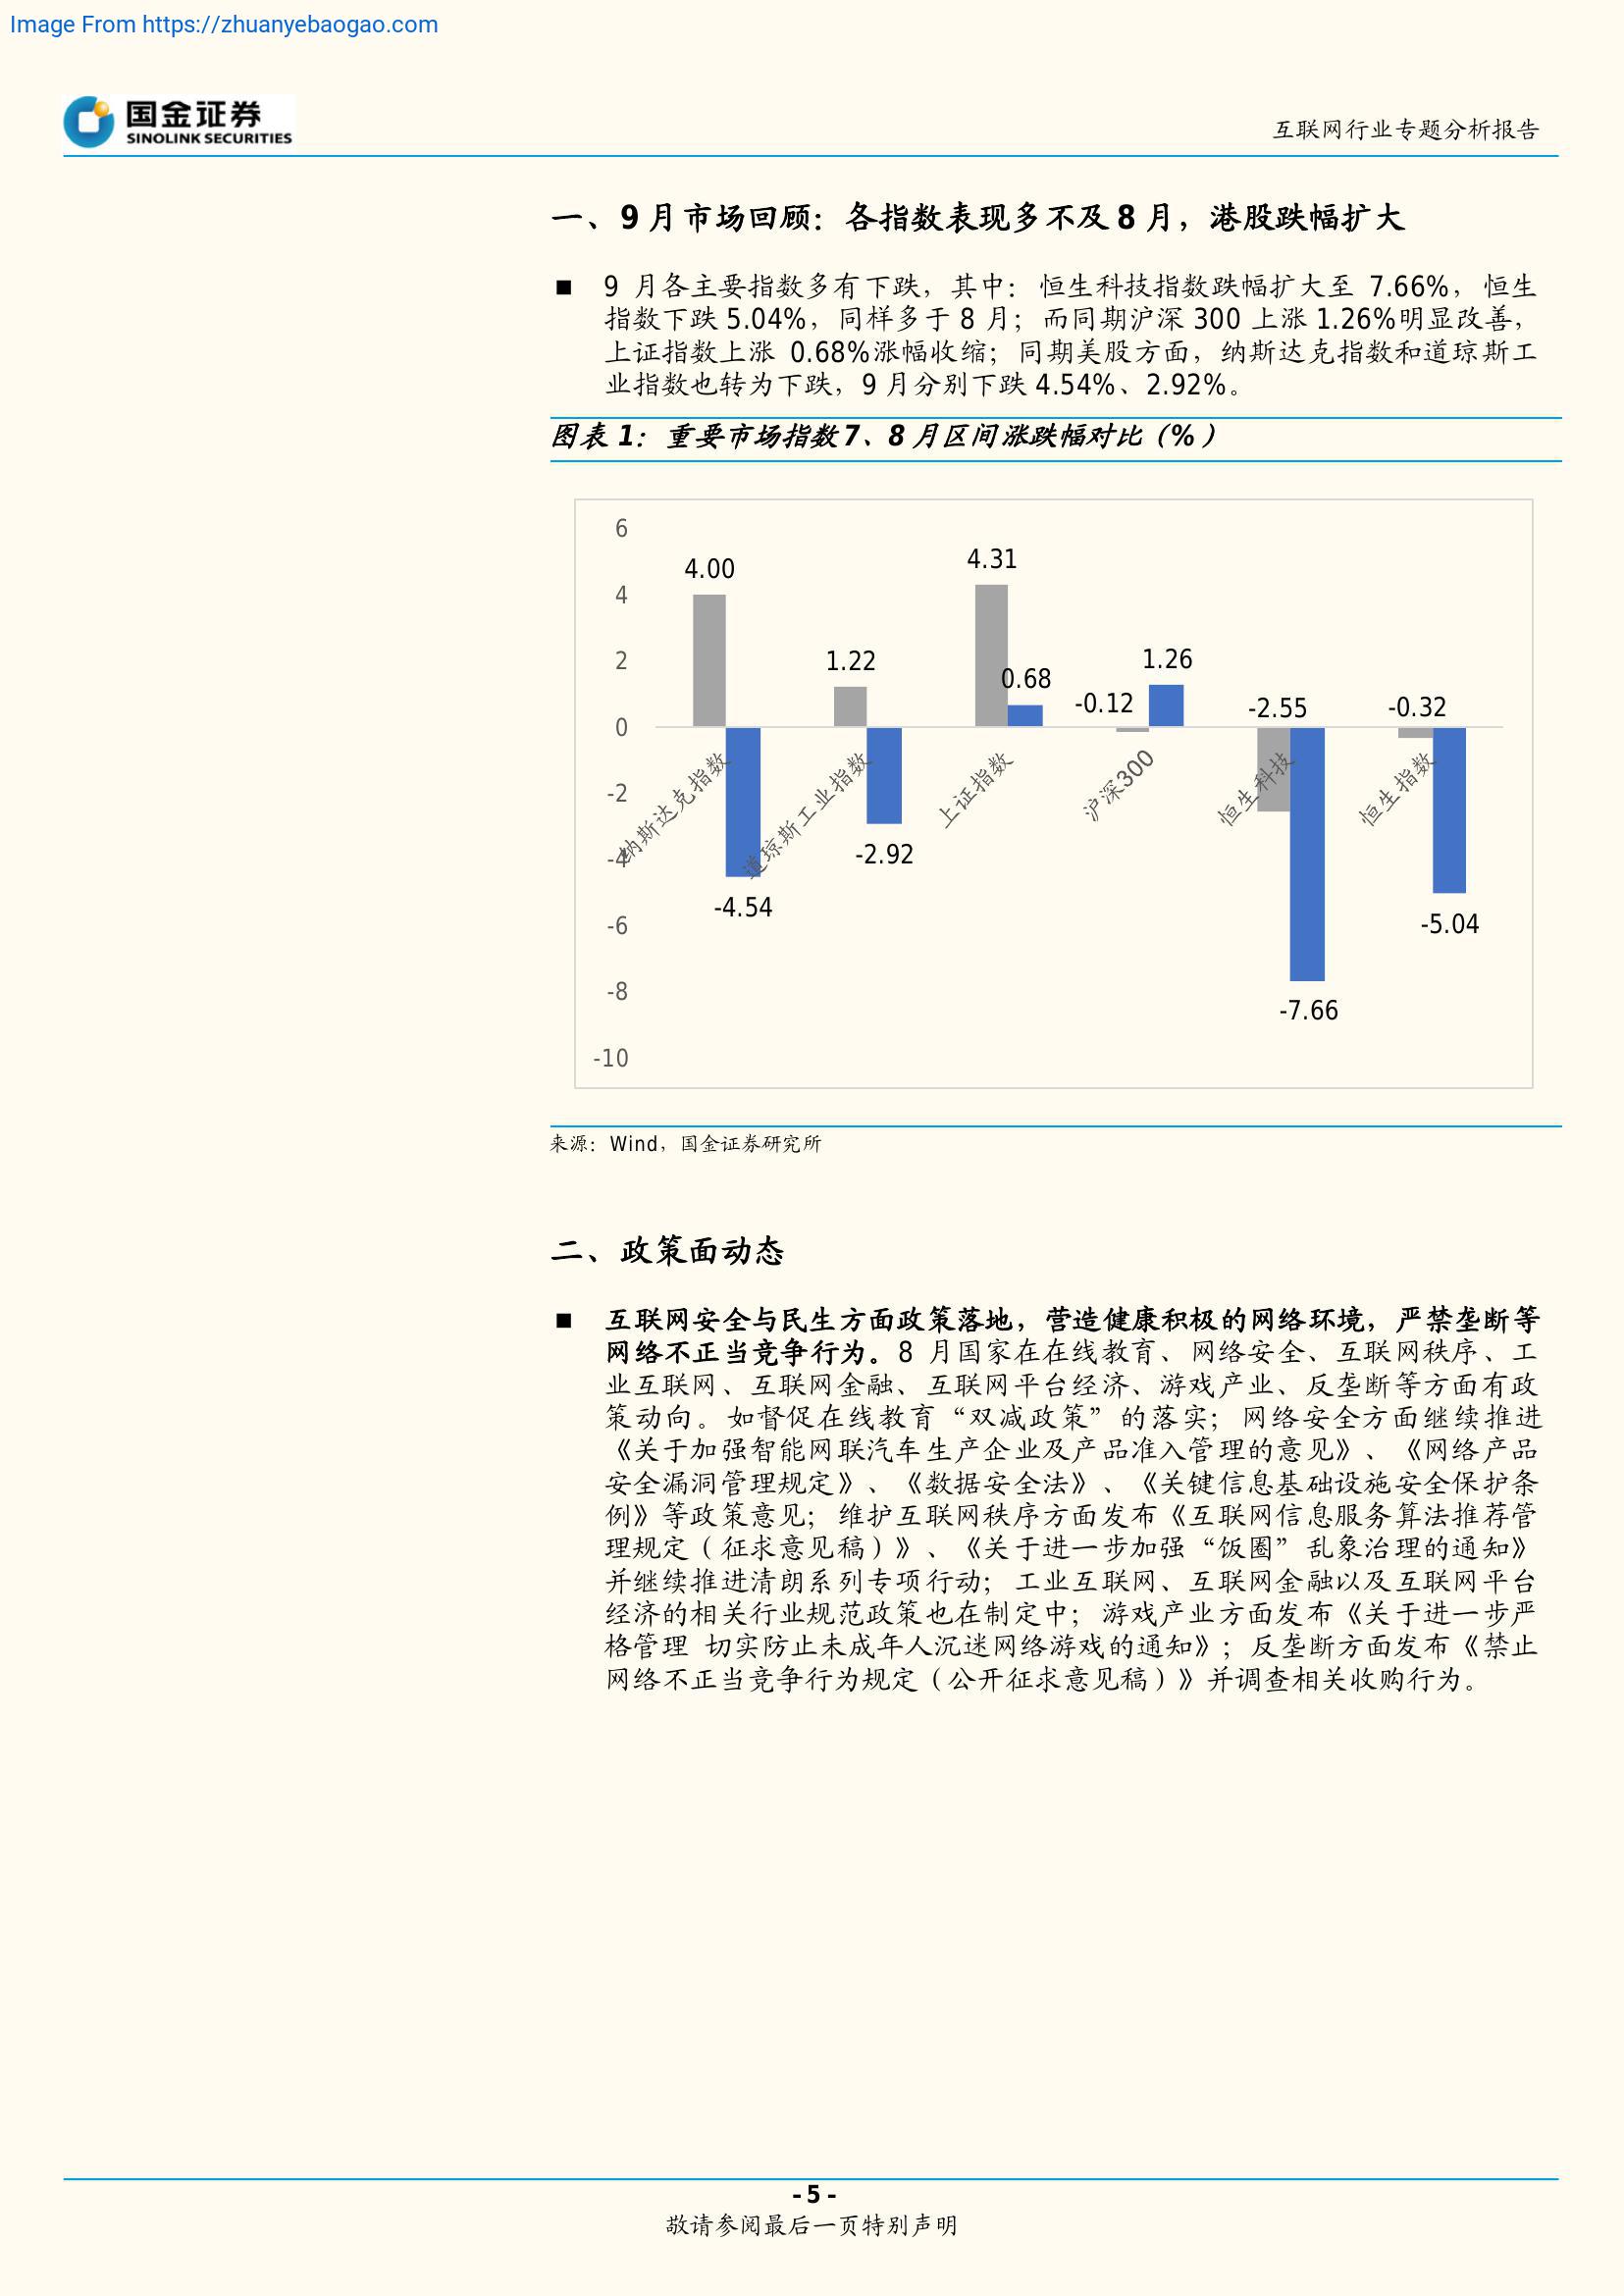 Image From https://zhuanyebaogao.com
国金证券
SINOLINK SECURITIES
互联网行业专题分析报告
一、9 月市场回顾：各指数表现多不及 8 月，港股跌幅扩大
■ 9 月各主要指数多有下跌，其中：恒生科技指数跌幅扩大至 7.66%，恒生
指数下跌 5.04%，同样多于 8 月；而同期沪深 300 上涨 1.26%明显改善，
上证指数上涨 0.68%涨幅收缩；同期美股方面，纳斯达克指数和道琼斯工
业指数也转为下跌，9 月分别下跌 4.54%、2.92%。
图表 1：重要市场指数 7、8 月区间涨跌幅对比（%）
6
4
2
0
-2
-4
-6
-8
-10
4.00
-4.54
1.22
-2.92
4.31
0.68
-0.12
1.26
-2.55
-7.66
-0.32
-5.04
纳斯达克指数
道琼斯工业指数
上证指数
沪深300
恒生科技
恒生指数
来源：Wind，国金证券研究所
二、政策面动态
■ 互联网安全与民生方面政策落地，营造健康积极的网络环境，严禁垄断等
网络不正当竞争行为。8 月国家在在线教育、网络安全、互联网秩序、工
业互联网、互联网金融、互联网平台经济、游戏产业、反垄断等方面有政
策动向。如督促在线教育“双减政策”的落实；网络安全方面继续推进
《关于加强智能网联汽车生产企业及产品准入管理的意见》、《网络产品
安全漏洞管理规定》、《数据安全法》、《关键信息基础设施安全保护条
例》等政策意见；维护互联网秩序方面发布《互联网信息服务算法推荐管
理规定（征求意见稿）》、《关于进一步加强“饭圈”乱象治理的通知》
并继续推进清朗系列专项行动；工业互联网、互联网金融以及互联网平台
经济的相关行业规范政策也在制定中；游戏产业方面发布《关于进一步严
格管理 切实防止未成年人沉迷网络游戏的通知》；反垄断方面发布《禁止
网络不正当竞争行为规定（公开征求意见稿）》并调查相关收购行为。
- 5 -
敬请参阅最后一页特别声明